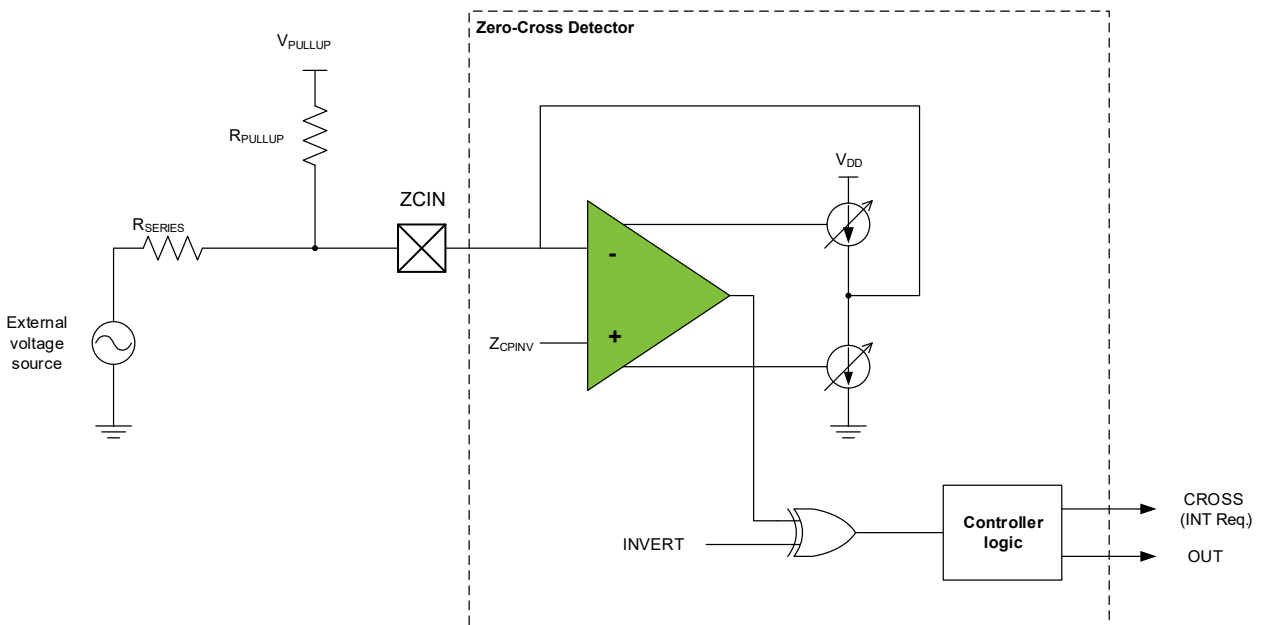 Zero-Cross Detector
VPULLUP
RPULLUP
VDD
ZCIN
RSERIES
-
External
voltage
source
+
ZCPINV
CROSS
(INT Req.)
Controller
logic
INVERT
OUT